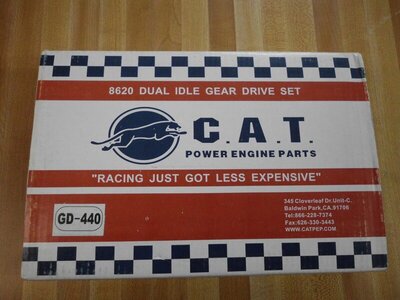 8620 DUAL IDLE GEAR DRIVE SET
C.A.T.
POWER ENGINE PARTS
"RACING JUST GOT LESS EXPENSIVE"
GD-440
345 Cloverleaf Dr.Unit-C.
Baldwin Park,CA.91706
Tel:866-228-7374
Fax:626-330-3443
WWW.CATPEP.COM